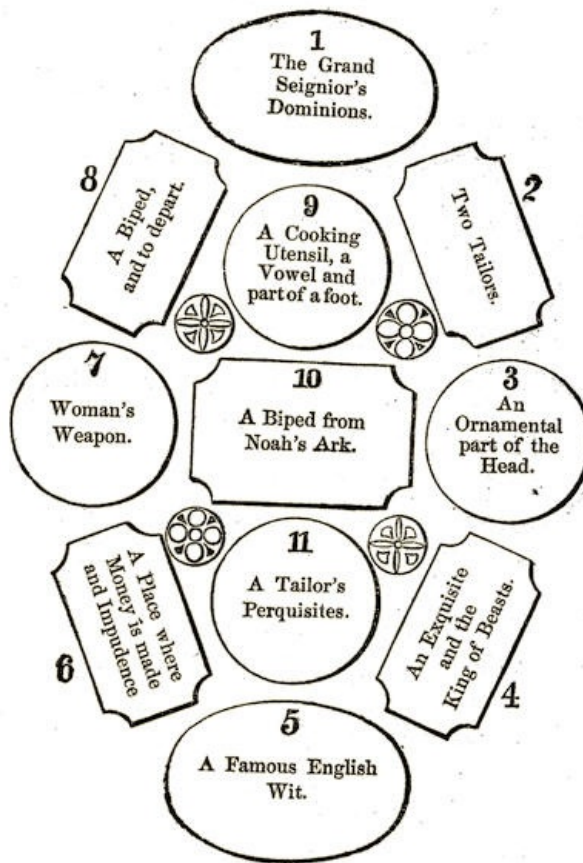 1
The Grand
Seignior's
Dominions.
8
A Biped,
and to depart.
9
A Cooking
Utensil, a
Vowel and
part of a foot.
2
Two Tailors.
7
Woman's
Weapon.
10
A Biped from
Noah's Ark.
3
An
Ornamental
part of the
Head.
6
A Place where
Money is made
and Impudence
11
A Tailor's
Perquisites.
4
An Exquisite
and the
King of Beasts.
5
A Famous English
Wit.